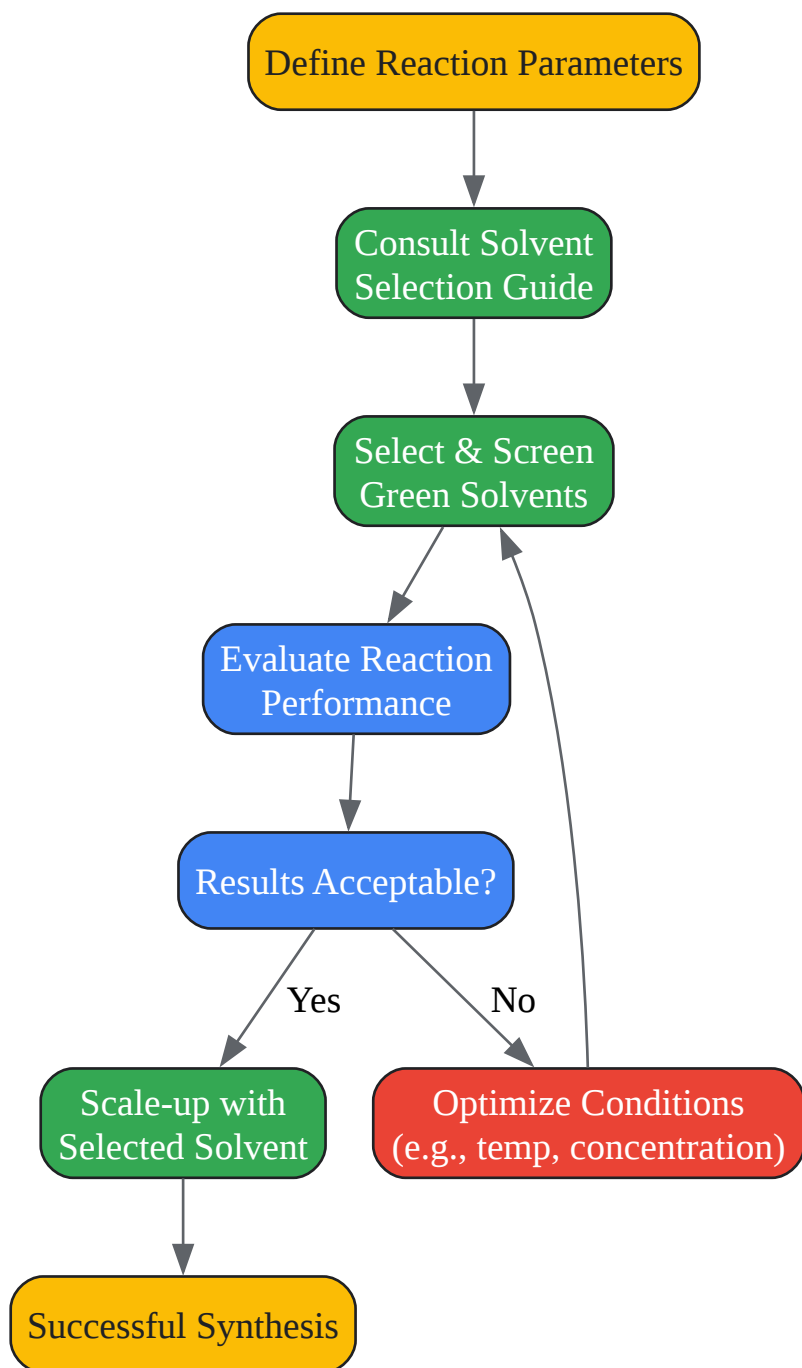 Define Reaction Parameters
Consult Solvent
Selection Guide
Select & Screen
Green Solvents
Evaluate Reaction
Performance
Results Acceptable?
Yes
No
Scale-up with
Selected Solvent
Optimize Conditions
(e.g., temp, concentration)
Successful Synthesis